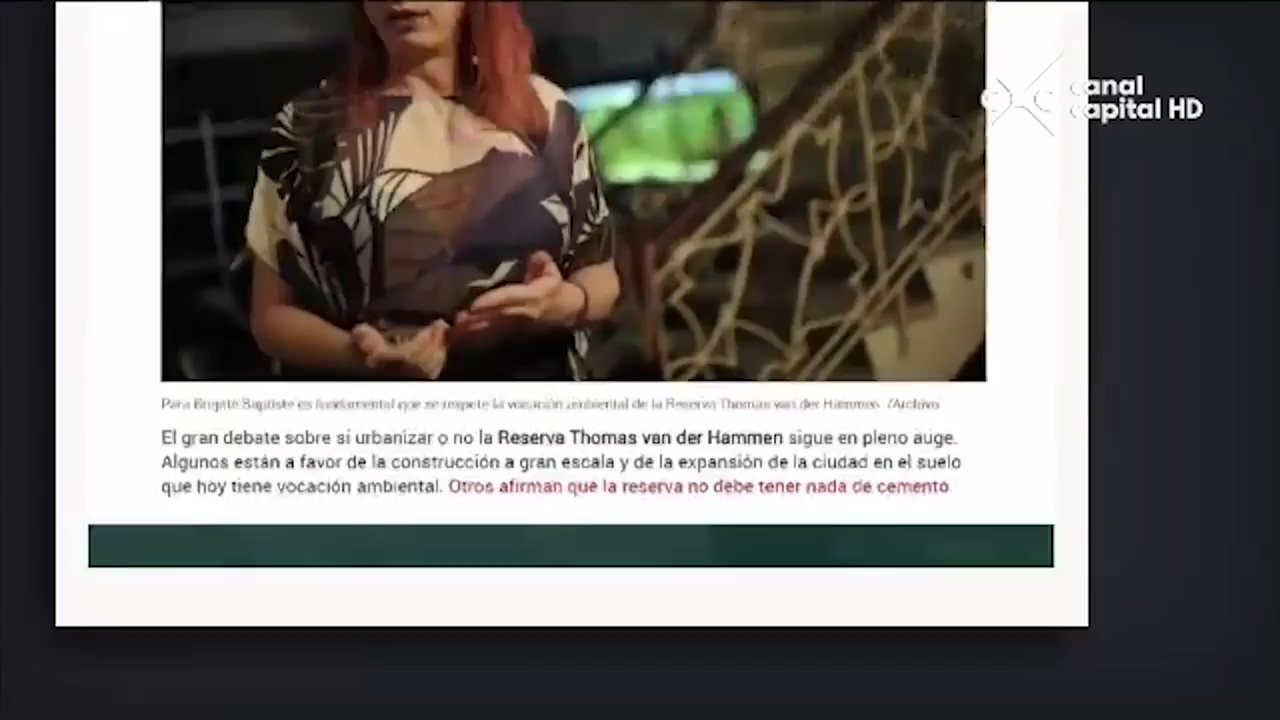 canal
capital HD
Para Brigitte Baptiste es fundamental que se respete la vocación ambiental de la Reserva Thomas van der Hammen. /Archivo
El gran debate sobre si urbanizar o no la Reserva Thomas van der Hammen sigue en pleno auge.
Algunos están a favor de la construcción a gran escala y de la expansión de la ciudad en el suelo
que hoy tiene vocación ambiental. Otros afirman que la reserva no debe tener nada de cemento.